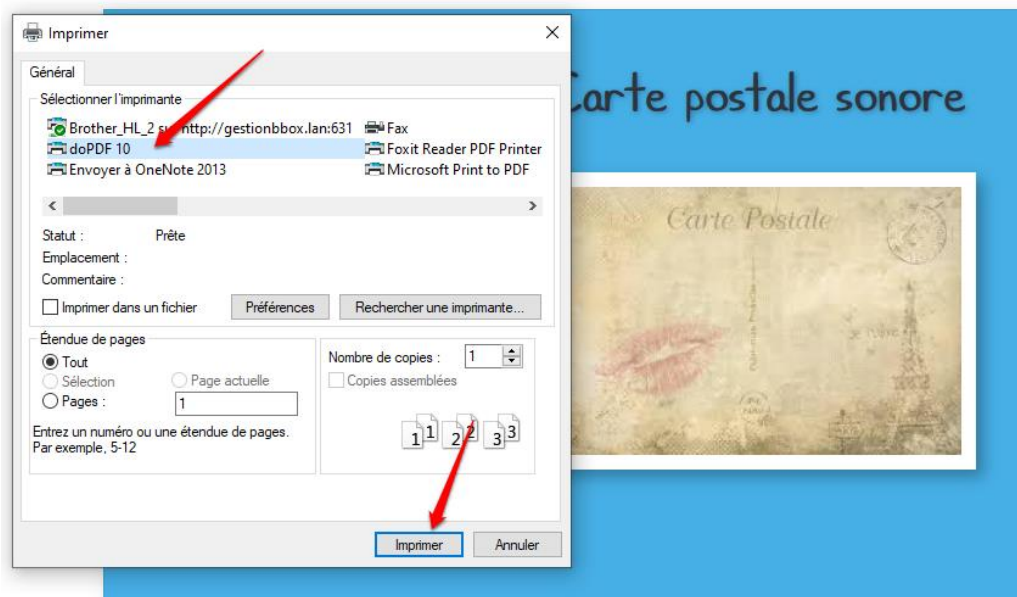 Imprimer
Général
Sélectionner l'imprimante
Brother_HL_2 sur http://gestionbbox.lan:631
Fax
doPDF 10
Foxit Reader PDF Printer
Envoyer à OneNote 2013
Microsoft Print to PDF
Statut :
Prête
Emplacement :
Commentaire :
Imprimer dans un fichier
Préférences
Rechercher une imprimante...
Étendue de pages
Tout
Sélection
Page actuelle
Pages :
1
Entrez un numéro ou une étendue de pages.
Par exemple, 5-12
Nombre de copies :
1
Copies assemblées
1 1 2 2 3 3
Imprimer
Annuler
Carte postale sonore
Carte Postale